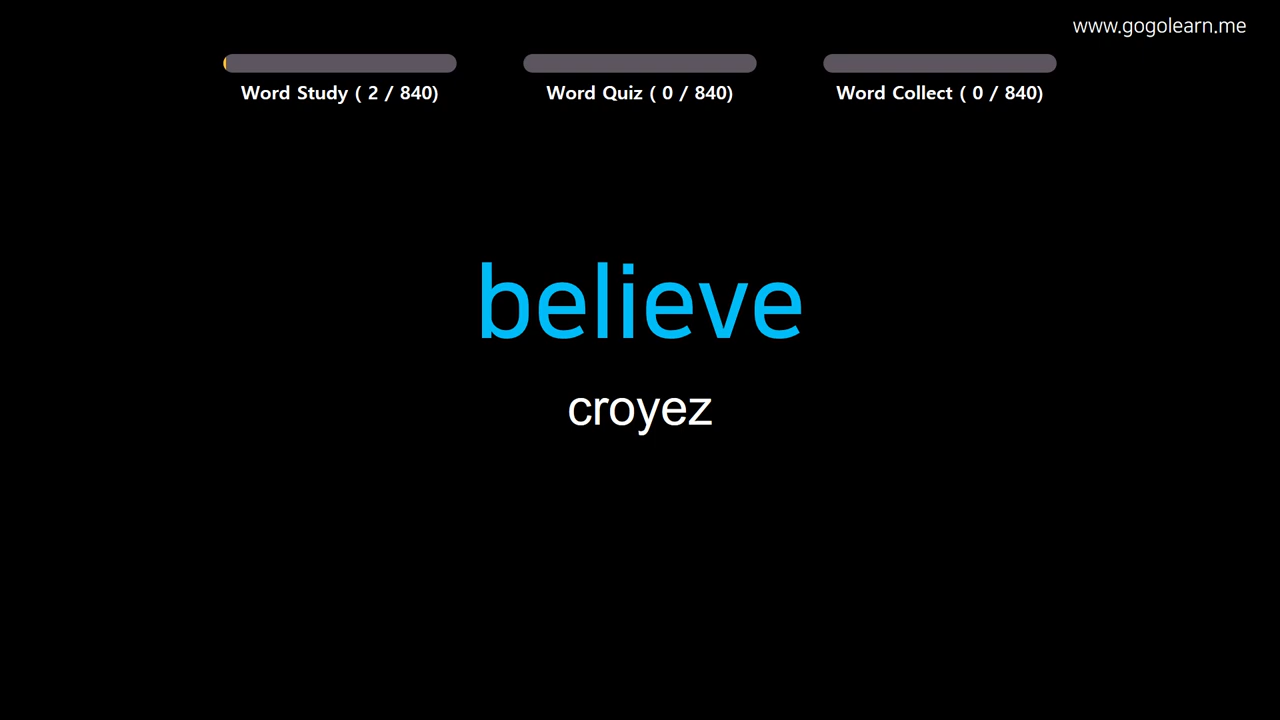 www.gogolearn.me
Word Study ( 2 / 840)
Word Quiz ( 0 / 840)
Word Collect ( 0 / 840)
believe
croyez